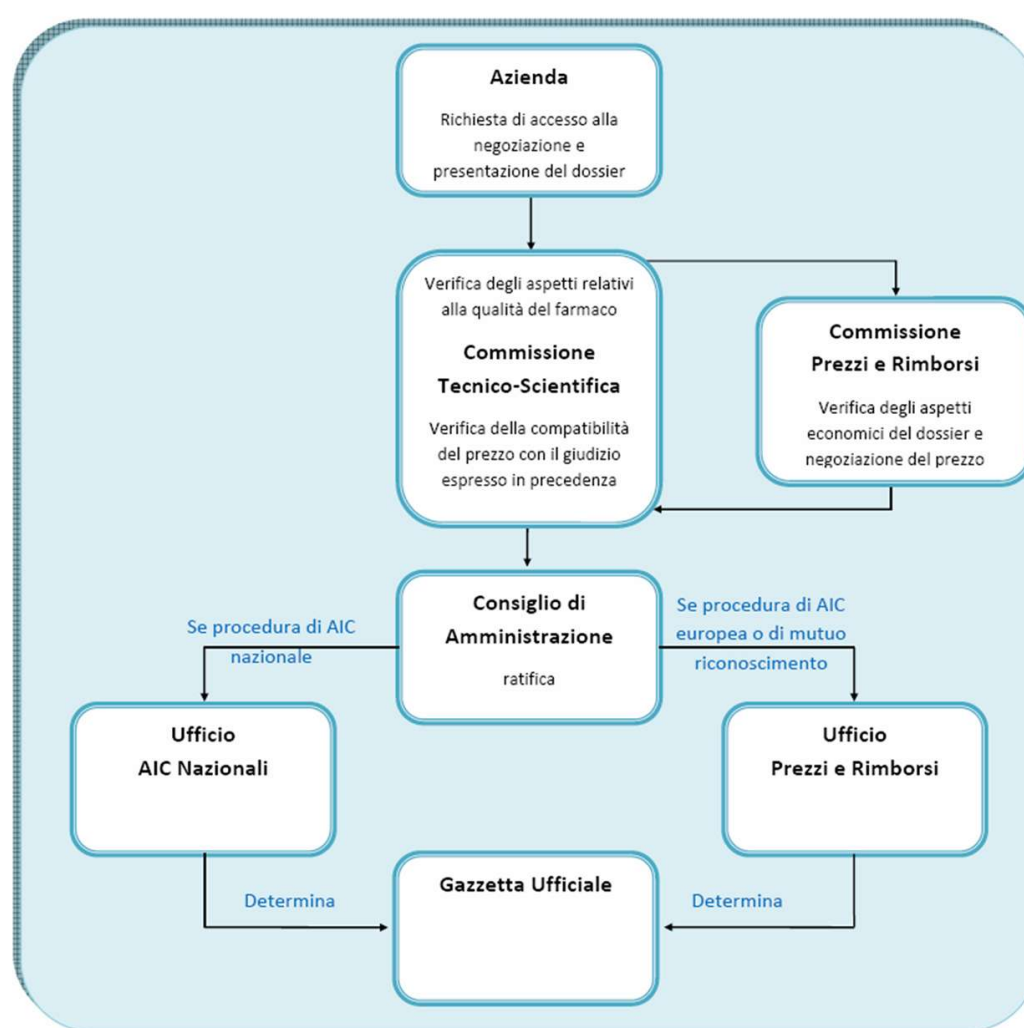 Azienda
Richiesta di accesso alla
negoziazione e
presentazione del dossier
Verifica degli aspetti relativi
alla qualità del farmaco
Commissione
Tecnico-Scientifica
Verifica della compatibilità
del prezzo con il giudizio
espresso in precedenza
Commissione
Prezzi e Rimborsi
Verifica degli aspetti
economici del dossier e
negoziazione del prezzo
Consiglio di
Amministrazione
ratifica
Se procedura di AIC
nazionale
Se procedura di AIC
europea o di mutuo
riconoscimento
Ufficio
AIC Nazionali
Ufficio
Prezzi e Rimborsi
Determina
Gazzetta Ufficiale
Determina